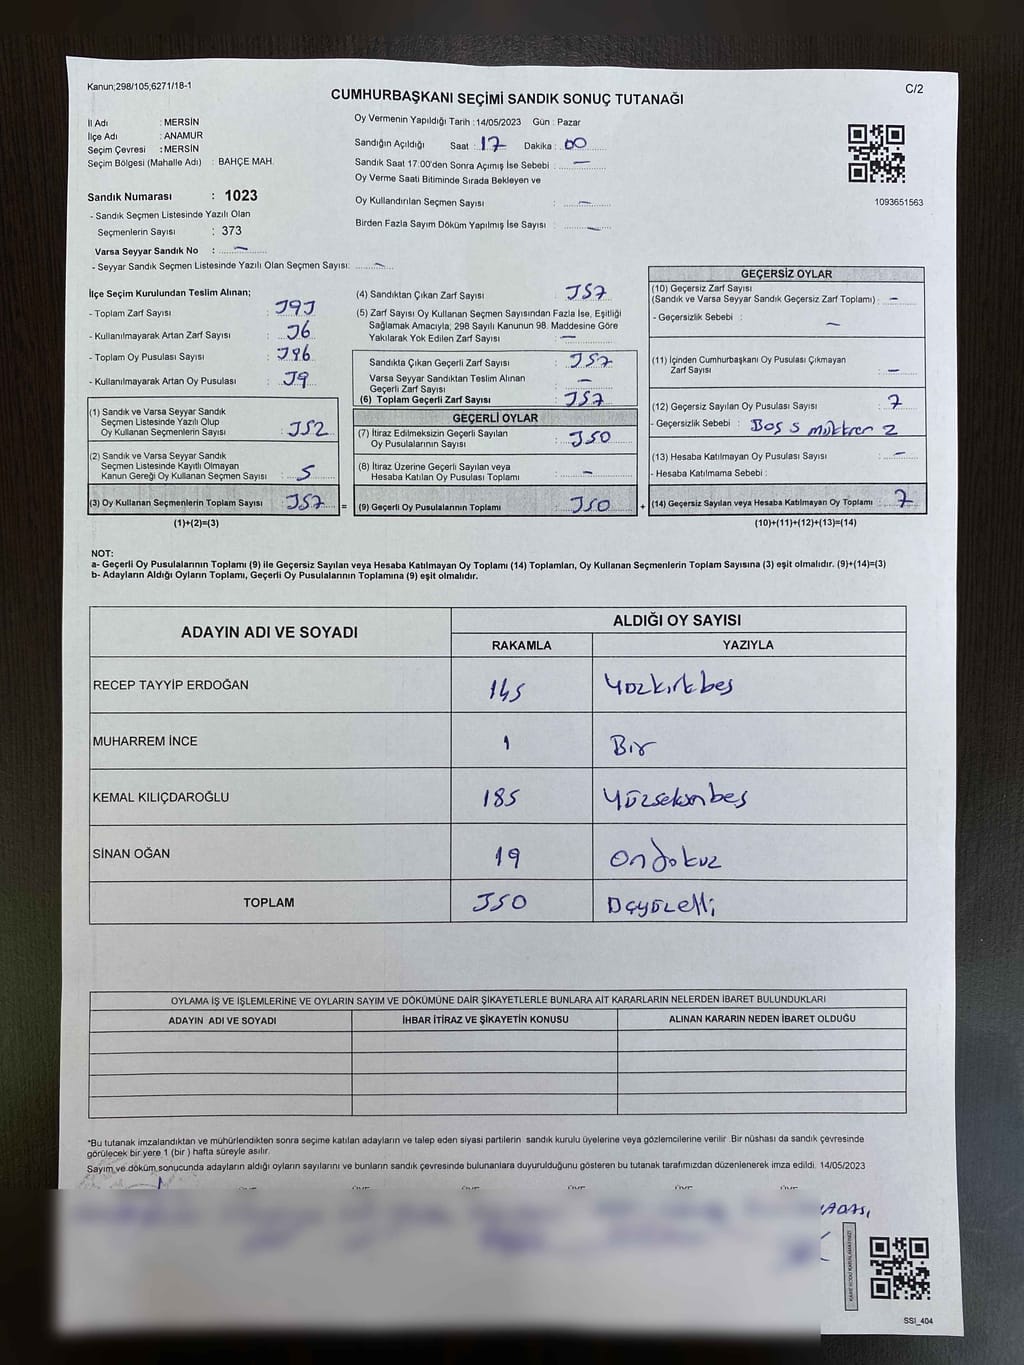 Kanun;298/105;6271/18-1
C/2
CUMHURBAŞKANI SEÇİMİ SANDIK SONUÇ TUTANAĞI
İl Adı : MERSİN
İlçe Adı : ANAMUR
Seçim Çevresi : MERSİN
Seçim Bölgesi (Mahalle Adı) : BAHÇE MAH.
Oy Vermenin Yapıldığı Tarih : 14/05/2023 Gün : Pazar
Sandığın Açıldığı Saat : 17 Dakika : 00
Sandık Saat 17:00'den Sonra Açımış İse Sebebi : —
Oy Verme Saati Bitiminde Sırada Bekleyen ve
Oy Kullandırılan Seçmen Sayısı : —
Birden Fazla Sayım Döküm Yapılmış İse Sayısı : —
1093651563
Sandık Numarası : 1023
- Sandık Seçmen Listesinde Yazılı Olan
Seçmenlerin Sayısı : 373
Varsa Seyyar Sandık No : —
- Seyyar Sandık Seçmen Listesinde Yazılı Olan Seçmen Sayısı: —
İlçe Seçim Kurulundan Teslim Alınan;
- Toplam Zarf Sayısı : 393
- Kullanılmayarak Artan Zarf Sayısı : 36
- Toplam Oy Pusulası Sayısı : 396
- Kullanılmayarak Artan Oy Pusulası : 39
(1) Sandık ve Varsa Seyyar Sandık
Seçmen Listesinde Yazılı Olup
Oy Kullanan Seçmenlerin Sayısı : 352
(2) Sandık ve Varsa Seyyar Sandık
Seçmen Listesinde Kayıtlı Olmayan
Kanun Gereği Oy Kullanan Seçmen Sayısı : 5
(3) Oy Kullanan Seçmenlerin Toplam Sayısı : 357 =
(1)+(2)=(3)
(4) Sandıktan Çıkan Zarf Sayısı : 357
(5) Zarf Sayısı Oy Kullanan Seçmen Sayısından Fazla İse, Eşitliği
Sağlamak Amacıyla; 298 Sayılı Kanunun 98. Maddesine Göre
Yakılarak Yok Edilen Zarf Sayısı : —
Sandıkta Çıkan Geçerli Zarf Sayısı : 357
Varsa Seyyar Sandıktan Teslim Alınan
Geçerli Zarf Sayısı : —
(6) Toplam Geçerli Zarf Sayısı : 357
GEÇERLİ OYLAR
(7) İtiraz Edilmeksizin Geçerli Sayılan
Oy Pusulalarının Sayısı : 350
(8) İtiraz Üzerine Geçerli Sayılan veya
Hesaba Katılan Oy Pusulası Toplamı : —
(9) Geçerli Oy Pusulalarının Toplamı : 350 +
GEÇERSİZ OYLAR
(10) Geçersiz Zarf Sayısı
(Sandık ve Varsa Seyyar Sandık Geçersiz Zarf Toplamı) : —
- Geçersizlik Sebebi : —
(11) İçinden Cumhurbaşkanı Oy Pusulası Çıkmayan
Zarf Sayısı : —
(12) Geçersiz Sayılan Oy Pusulası Sayısı : 7
- Geçersizlik Sebebi : Boş 5 mükkrer 2
(13) Hesaba Katılmayan Oy Pusulası Sayısı : —
- Hesaba Katılmama Sebebi :
(14) Geçersiz Sayılan veya Hesaba Katılmayan Oy Toplamı : 7
(10)+(11)+(12)+(13)=(14)
NOT:
a- Geçerli Oy Pusulalarının Toplamı (9) ile Geçersiz Sayılan veya Hesaba Katılmayan Oy Toplamı (14) Toplamları, Oy Kullanan Seçmenlerin Toplam Sayısına (3) eşit olmalıdır. (9)+(14)=(3)
b- Adayların Aldığı Oyların Toplamı, Geçerli Oy Pusulalarının Toplamına (9) eşit olmalıdır.
ADAYIN ADI VE SOYADI
ALDIĞI OY SAYISI
RAKAMLA YAZIYLA
RECEP TAYYİP ERDOĞAN 145 Yüzkırkbeş
MUHARREM İNCE 1 Bir
KEMAL KILIÇDAROĞLU 185 Yüzseksenbeş
SİNAN OĞAN 19 Ondokuz
TOPLAM 350 Üçyüzelli
OYLAMA İŞ VE İŞLEMLERİNE VE OYLARIN SAYIM VE DÖKÜMÜNE DAİR ŞİKAYETLERLE BUNLARA AİT KARARLARIN NELERDEN İBARET BULUNDUKLARI
ADAYIN ADI VE SOYADI İHBAR İTİRAZ VE ŞİKAYETİN KONUSU ALINAN KARARIN NEDEN İBARET OLDUĞU
*Bu tutanak imzalandıktan ve mühürlendikten sonra seçime katılan adayların ve talep eden siyasi partilerin sandık kurulu üyelerine veya gözlemcilerine verilir. Bir nüshası da sandık çevresinde
görülecek bir yere 1 (bir ) hafta süreyle asılır.
Sayım ve döküm sonucunda adayların aldığı oyların sayılarını ve bunların sandık çevresinde bulunanlara duyurulduğunu gösteren bu tutanak tarafımızdan düzenlenerek imza edildi. 14/05/2023
KARE KODU KARALAMAYINIZ!
SSI_404